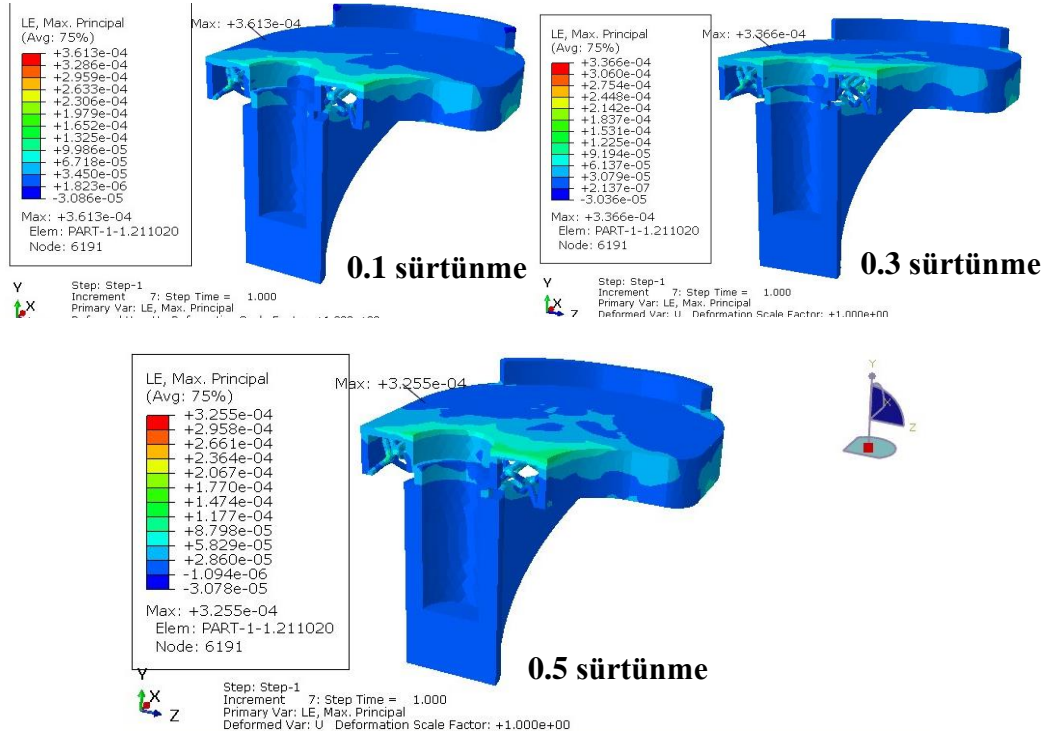 LE, Max. Principal
(Avg: 75%)
+3.613e-04
+3.286e-04
+2.959e-04
+2.633e-04
+2.306e-04
+1.979e-04
+1.652e-04
+1.325e-04
+9.986e-05
+6.718e-05
+3.450e-05
+1.823e-06
-3.086e-05
Max: +3.613e-04
Elem: PART-1-1.211020
Node: 6191
Max: +3.613e-04
0.1 sürtünme
Y
X
Step: Step-1
Increment 7: Step Time = 1.000
Primary Var: LE, Max. Principal
LE, Max. Principal
(Avg: 75%)
+3.366e-04
+3.060e-04
+2.754e-04
+2.448e-04
+2.142e-04
+1.837e-04
+1.531e-04
+1.225e-04
+9.194e-05
+6.137e-05
+3.079e-05
+2.137e-07
-3.036e-05
Max: +3.366e-04
Elem: PART-1-1.211020
Node: 6191
Max: +3.366e-04
0.3 sürtünme
Y
X
Z
Step: Step-1
Increment 7: Step Time = 1.000
Primary Var: LE, Max. Principal
Deformed Var: U Deformation Scale Factor: +1.000e+00
LE, Max. Principal
(Avg: 75%)
+3.255e-04
+2.958e-04
+2.661e-04
+2.364e-04
+2.067e-04
+1.770e-04
+1.474e-04
+1.177e-04
+8.798e-05
+5.829e-05
+2.860e-05
-1.094e-06
-3.078e-05
Max: +3.255e-04
Elem: PART-1-1.211020
Node: 6191
Max: +3.255e-04
0.5 sürtünme
Y
X
Z
Step: Step-1
Increment 7: Step Time = 1.000
Primary Var: LE, Max. Principal
Deformed Var: U Deformation Scale Factor: +1.000e+00
Y
X
Z